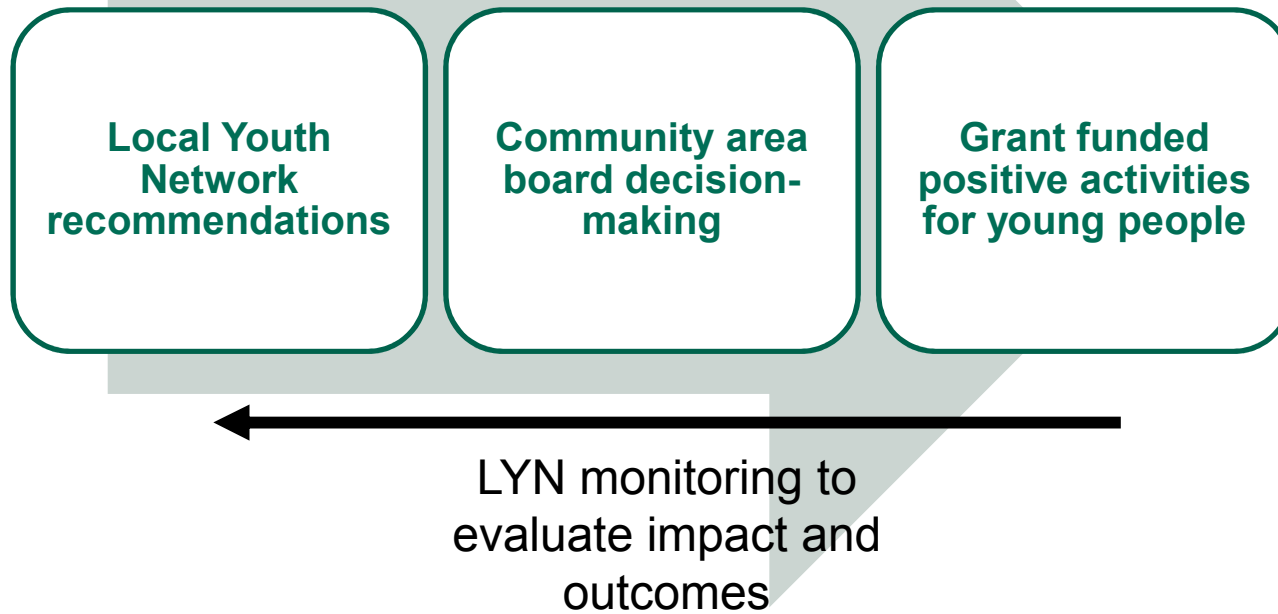 Local Youth
Network
recommendations
Community area
board decision-
making
Grant funded
positive activities
for young people
LYN monitoring to
evaluate impact and
outcomes